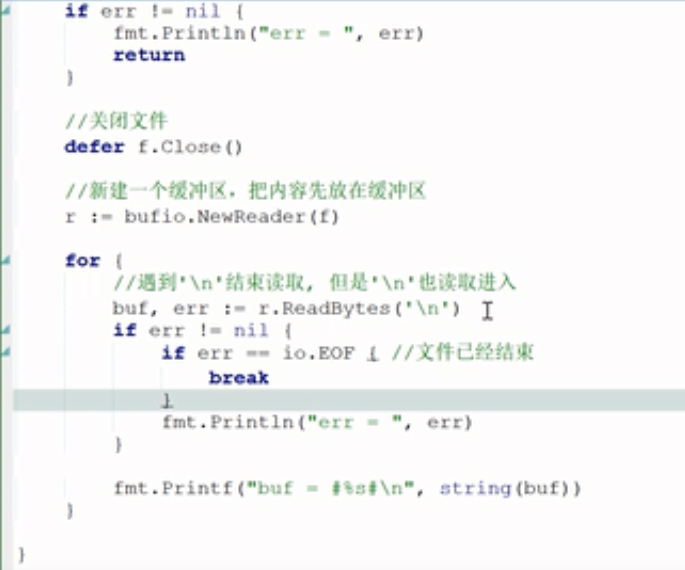 if err != nil {
fmt.Println("err = ", err)
return
}
//关闭文件
defer f.Close()
//新建一个缓冲区，把内容先放在缓冲区
r := bufio.NewReader(f)
for {
//遇到'\n'结束读取, 但是'\n'也读取进入
buf, err := r.ReadBytes('\n')
if err != nil {
if err == io.EOF { //文件已经结束
break
}
fmt.Println("err = ", err)
}
fmt.Printf("buf = #%s#\n", string(buf))
}
}